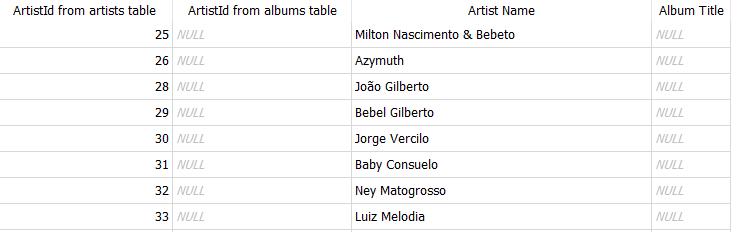 ArtistId from artists table ArtistId from albums table Artist Name Album Title
25 NULL Milton Nascimento & Bebeto NULL
26 NULL Azymuth NULL
28 NULL João Gilberto NULL
29 NULL Bebel Gilberto NULL
30 NULL Jorge Vercilo NULL
31 NULL Baby Consuelo NULL
32 NULL Ney Matogrosso NULL
33 NULL Luiz Melodia NULL